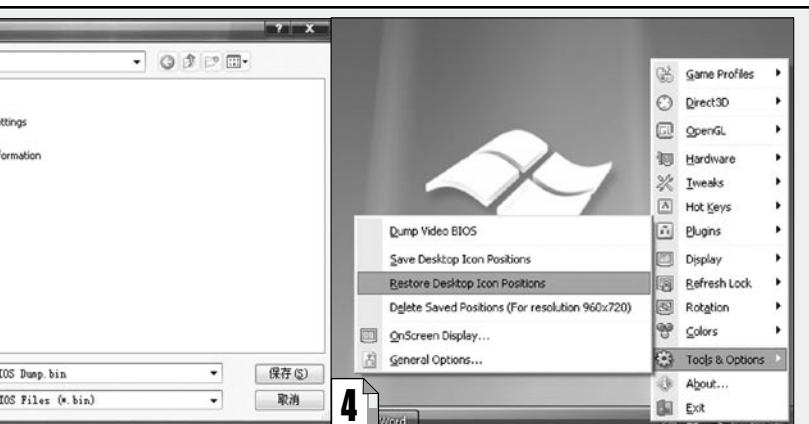 ttings
formation
IOS Dump.bin
保存(S)
IOS Files (*.bin)
取消
4
Game Profiles
Direct3D
OpenGL
Hardware
Tweaks
Hot Keys
Plugins
Display
Refresh Lock
Rotation
Colors
Tools & Options
About...
Exit
Dump Video BIOS
Save Desktop Icon Positions
Restore Desktop Icon Positions
Delete Saved Positions (For resolution 960x720)
OnScreen Display...
General Options...
Word